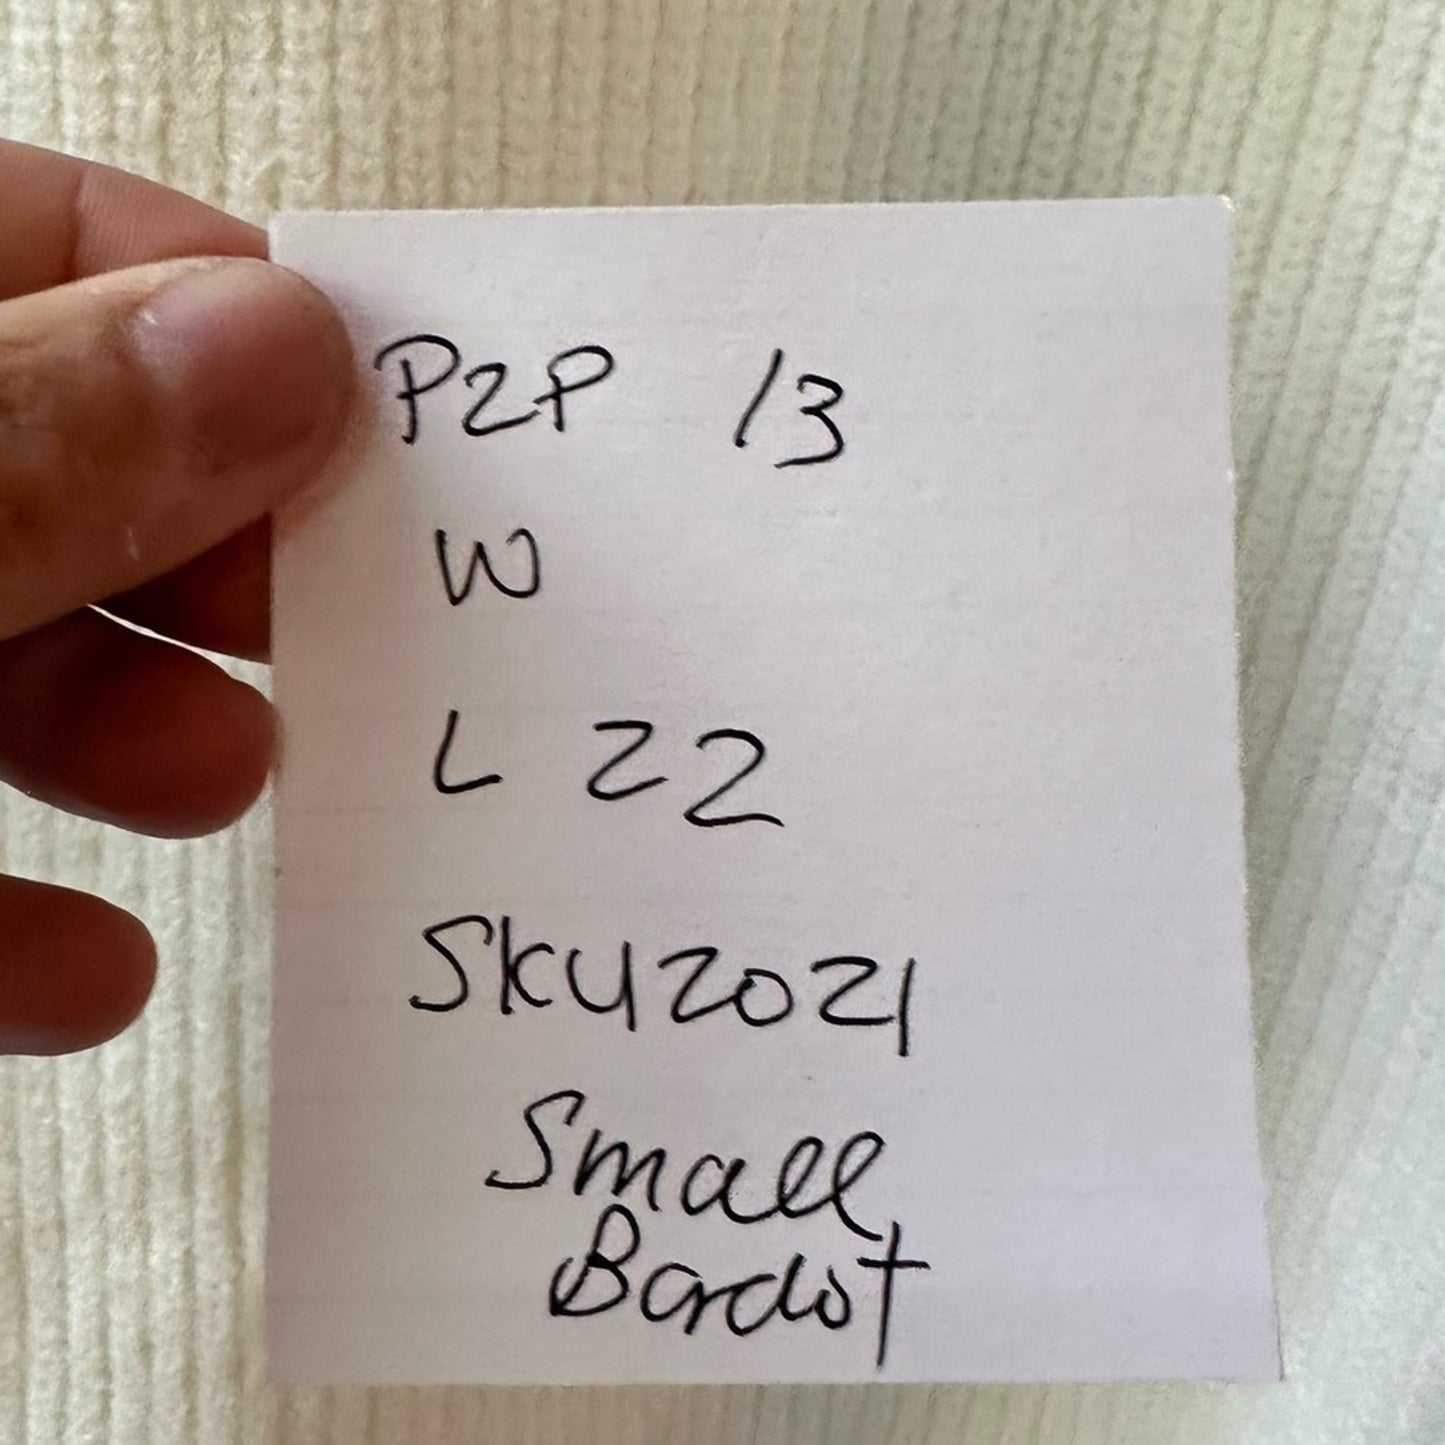 P2P 13
W
L 22
SKU2021
Small
Bardot